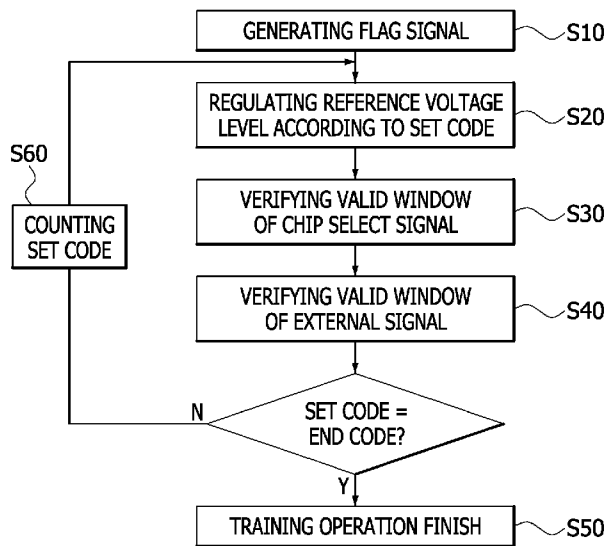 GENERATING FLAG SIGNAL
S10
REGULATING REFERENCE VOLTAGE
LEVEL ACCORDING TO SET CODE
S20
S60
COUNTING
SET CODE
VERIFYING VALID WINDOW
OF CHIP SELECT SIGNAL
S30
VERIFYING VALID WINDOW
OF EXTERNAL SIGNAL
S40
N
SET CODE =
END CODE?
Y
TRAINING OPERATION FINISH
S50